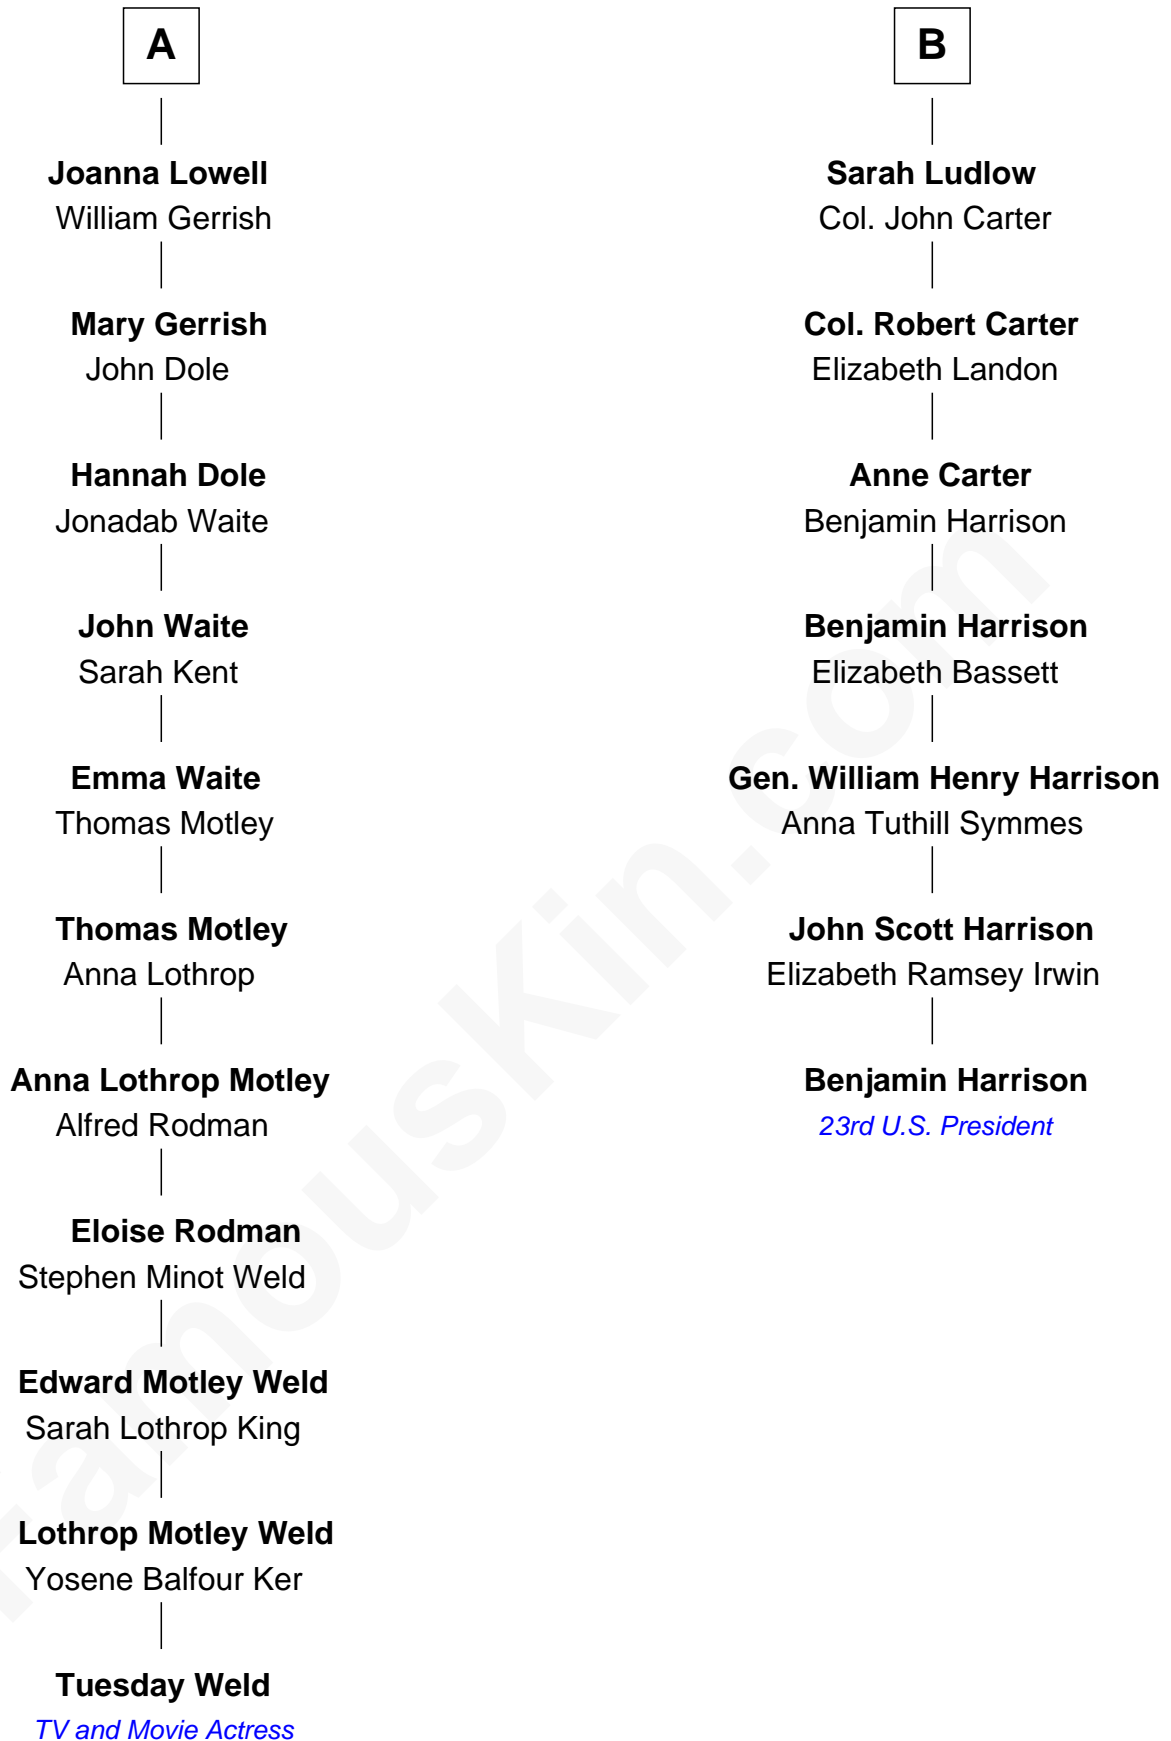 A
Joanna Lowell
William Gerrish
Mary Gerrish
John Dole
Hannah Dole
Jonadab Waite
John Waite
Sarah Kent
Emma Waite
Thomas Motley
Thomas Motley
Anna Lothrop
Anna Lothrop Motley
Alfred Rodman
Eloise Rodman
Stephen Minot Weld
Edward Motley Weld
Sarah Lothrop King
Lothrop Motley Weld
Yosene Balfour Ker
Tuesday Weld
TV and Movie Actress
B
Sarah Ludlow
Col. John Carter
Col. Robert Carter
Elizabeth Landon
Anne Carter
Benjamin Harrison
Benjamin Harrison
Elizabeth Bassett
Gen. William Henry Harrison
Anna Tuthill Symmes
John Scott Harrison
Elizabeth Ramsey Irwin
Benjamin Harrison
23rd U.S. President
FamousKin.com